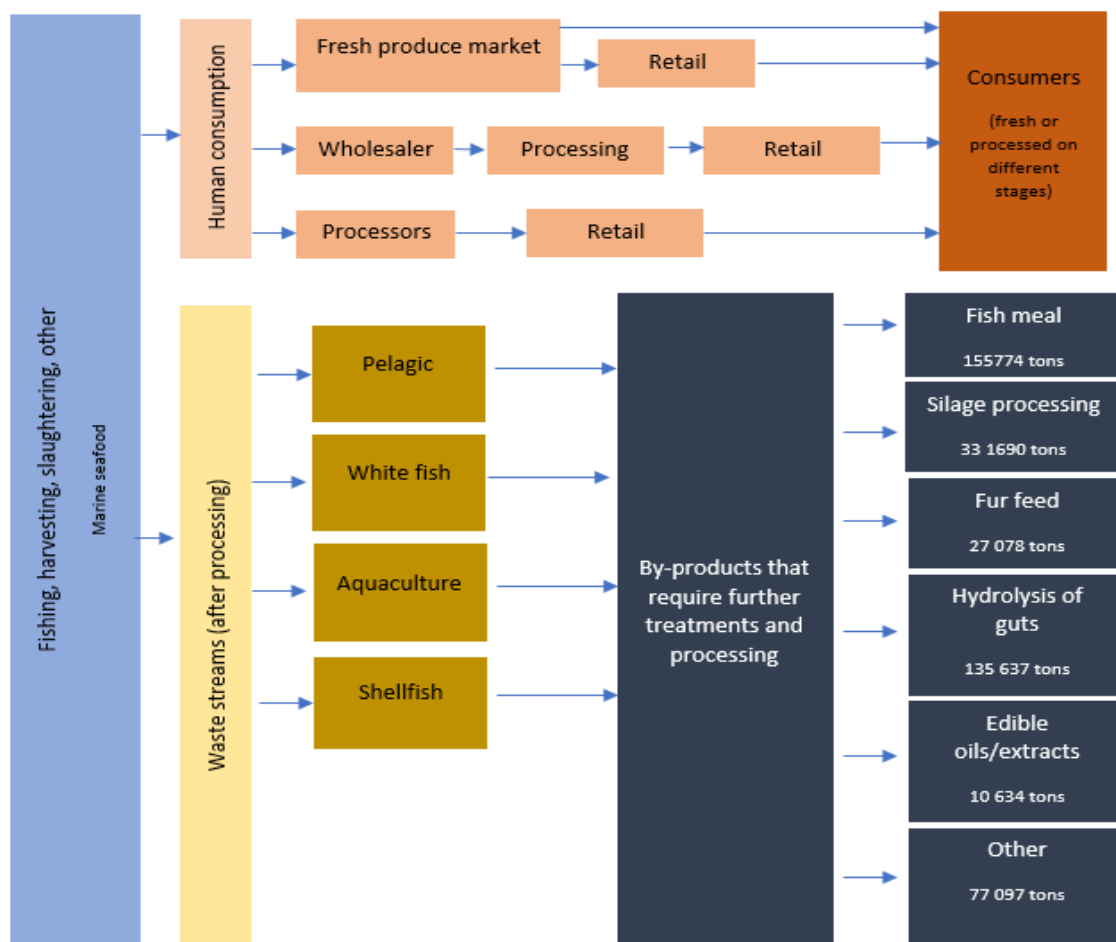 Fishing, harvesting, slaughtering, other
Marine seafood
Human consumption
Fresh produce market
Retail
Wholesaler
Processing
Retail
Processors
Retail
Consumers
(fresh or
processed on
different
stages)
Waste streams (after processing)
Pelagic
White fish
Aquaculture
Shellfish
By-products that
require further
treatments and
processing
Fish meal
155774 tons
Silage processing
33 1690 tons
Fur feed
27 078 tons
Hydrolysis of
guts
135 637 tons
Edible
oils/extracts
10 634 tons
Other
77 097 tons